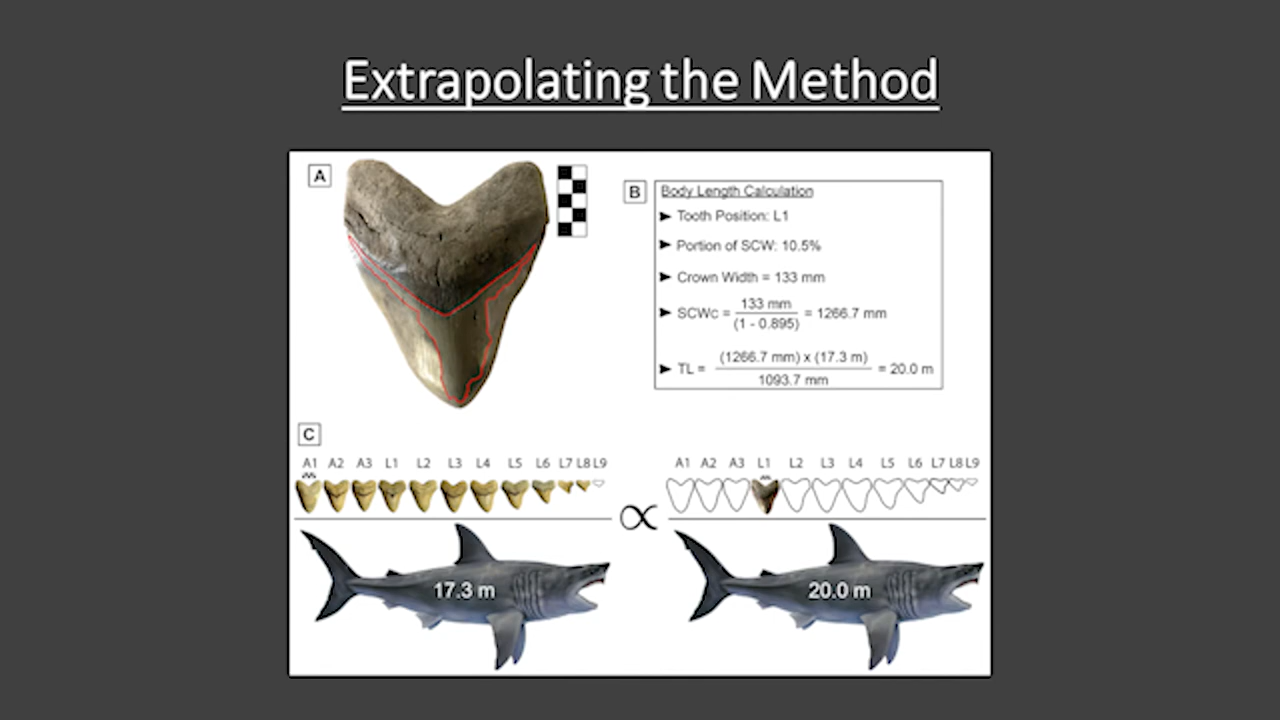 Extrapolating the Method
A
B
Body Length Calculation
► Tooth Position: L1
► Portion of SCW: 10.5%
► Crown Width = 133 mm
► SCWc = 133 mm / (1 - 0.895) = 1266.7 mm
► TL = (1266.7 mm) x (17.3 m) / 1093.7 mm = 20.0 m
C
A1 A2 A3 L1 L2 L3 L4 L5 L6 L7 L8 L9
A1 A2 A3 L1 L2 L3 L4 L5 L6 L7 L8 L9
∝
17.3 m
20.0 m